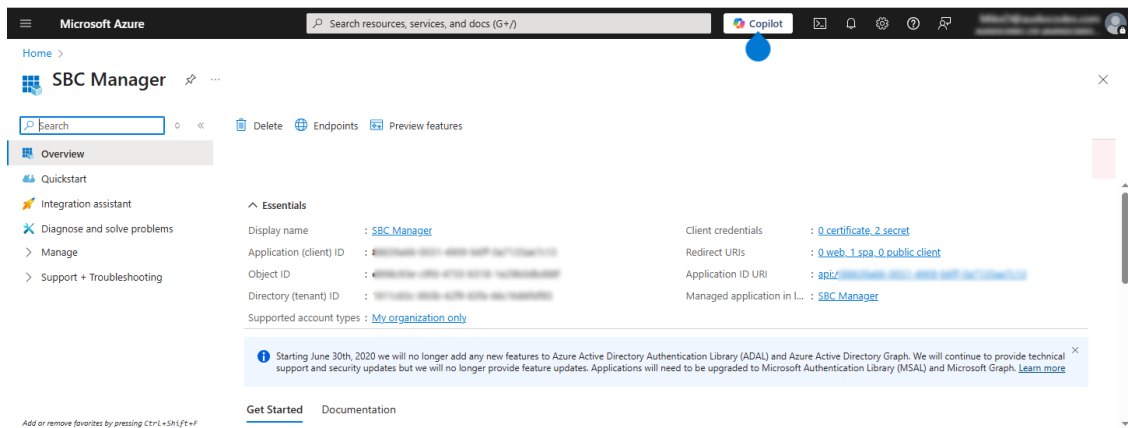 Microsoft Azure
Search resources, services, and docs (G+/)
Copilot
Home >
SBC Manager
Search
Delete Endpoints Preview features
Overview
Quickstart
Integration assistant
Diagnose and solve problems
Manage
Support + Troubleshooting
Essentials
Display name : SBC Manager
Application (client) ID :
Object ID :
Directory (tenant) ID :
Supported account types : My organization only
Client credentials : 0 certificate, 2 secret
Redirect URIs : 0 web, 1 spa, 0 public client
Application ID URI : api:/
Managed application in l... : SBC Manager
Starting June 30th, 2020 we will no longer add any new features to Azure Active Directory Authentication Library (ADAL) and Azure Active Directory Graph. We will continue to provide technical
support and security updates but we will no longer provide feature updates. Applications will need to be upgraded to Microsoft Authentication Library (MSAL) and Microsoft Graph. Learn more
Get Started Documentation
Add or remove favorites by pressing Ctrl+Shift+F